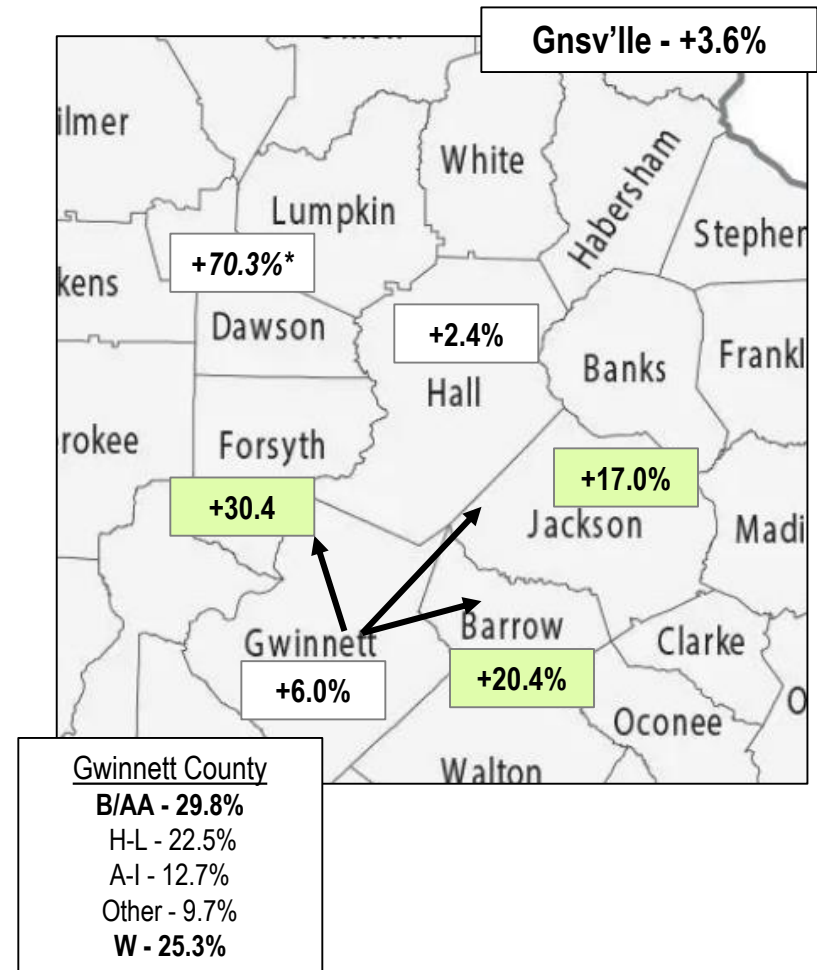 Gnsv'lle - +3.6%
ilmer
White
Habersham
Lumpkin
Stepher
+70.3%*
kens
Dawson
+2.4%
Banks
Frankl
Hall
rokee
Forsyth
+17.0%
+30.4
Jackson
Madi
Barrow
Clarke
Gwinnett
+6.0%
+20.4%
O
Oconee
Walton
Gwinnett County
B/AA - 29.8%
H-L - 22.5%
A-I - 12.7%
Other - 9.7%
W - 25.3%